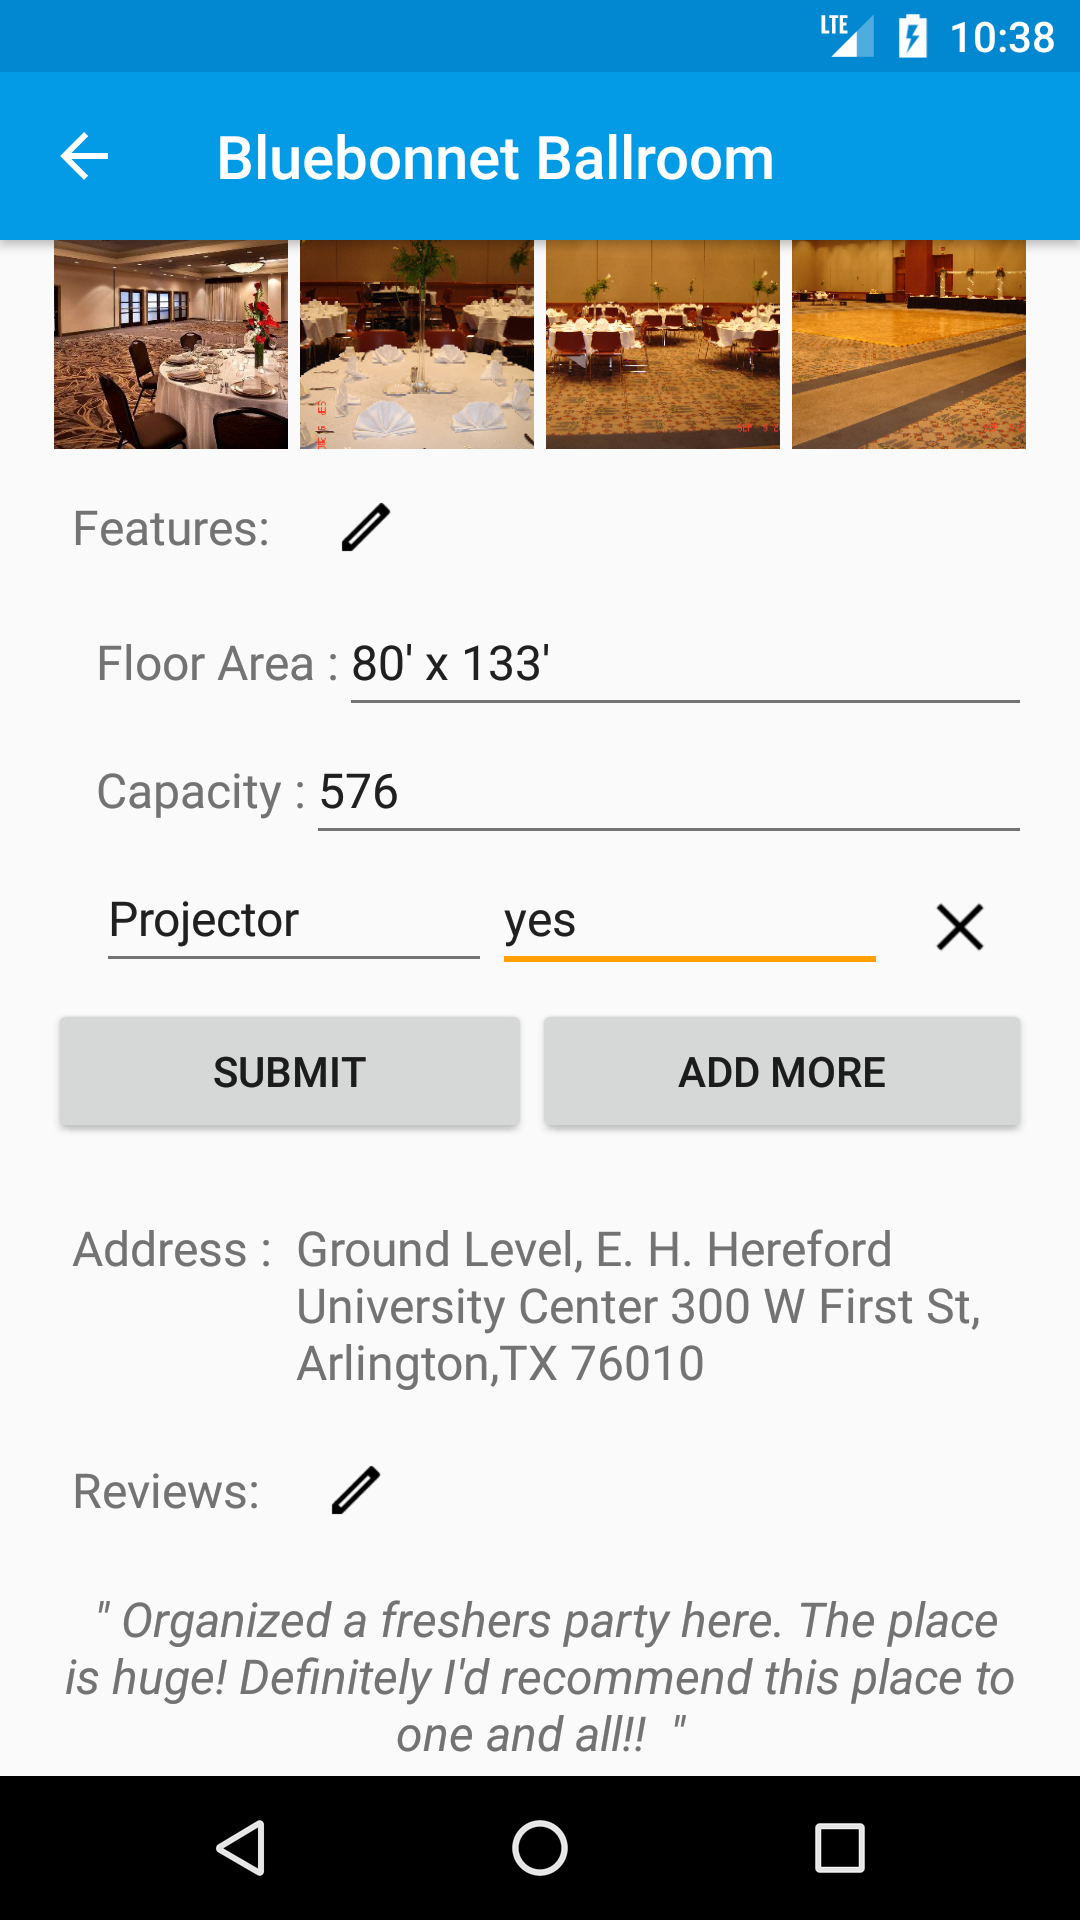 LTE 10:38
Bluebonnet Ballroom
Features:
Floor Area : 80' x 133'
Capacity : 576
Projector yes
SUBMIT ADD MORE
Address : Ground Level, E. H. Hereford
University Center 300 W First St,
Arlington,TX 76010
Reviews:
" Organized a freshers party here. The place
is huge! Definitely I'd recommend this place to
one and all!! "